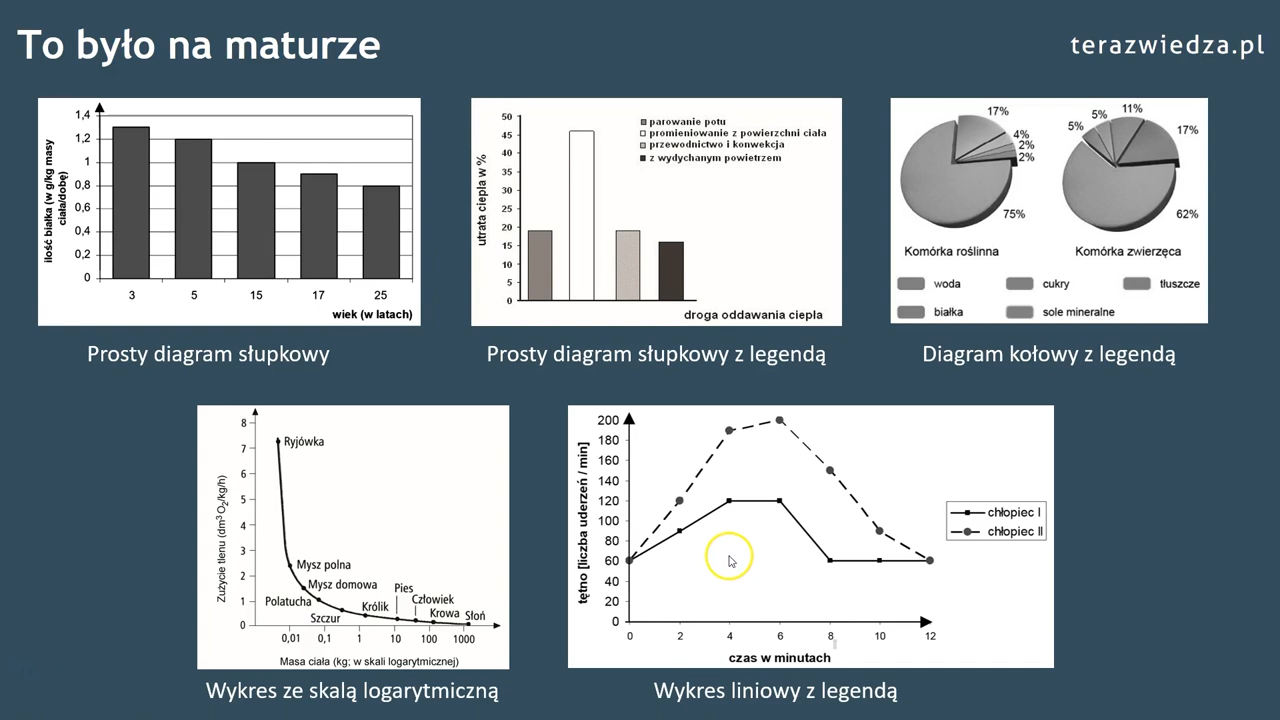 To było na maturze
terazwiedza.pl
1,4
1,2
1
0,8
0,6
0,4
0,2
0
ilość białka (w g/kg masy
ciała/dobę)
3 5 15 17 25
wiek (w latach)
Prosty diagram słupkowy
50
45
40
35
30
25
20
15
10
5
0
utrata ciepła w %
parowanie potu
promieniowanie z powierzchni ciała
przewodnictwo i konwekcja
z wydychanym powietrzem
droga oddawania ciepła
Prosty diagram słupkowy z legendą
17%
4%
2%
2%
75%
Komórka roślinna
5%
5%
11%
17%
62%
Komórka zwierzęca
woda cukry tłuszcze
białka sole mineralne
Diagram kołowy z legendą
8
7
6
5
4
3
2
1
0
Zużycie tlenu (dm³O₂/kg/h)
Ryjówka
Mysz polna
Mysz domowa
Polatucha
Szczur
Królik
Pies
Człowiek
Krowa
Słoń
0,01 0,1 1 10 100 1000
Masa ciała (kg; w skali logarytmicznej)
Wykres ze skalą logarytmiczną
200
180
160
140
120
100
80
60
40
20
0
tętno [liczba uderzeń / min]
0 2 4 6 8 10 12
czas w minutach
chłopiec I
chłopiec II
Wykres liniowy z legendą